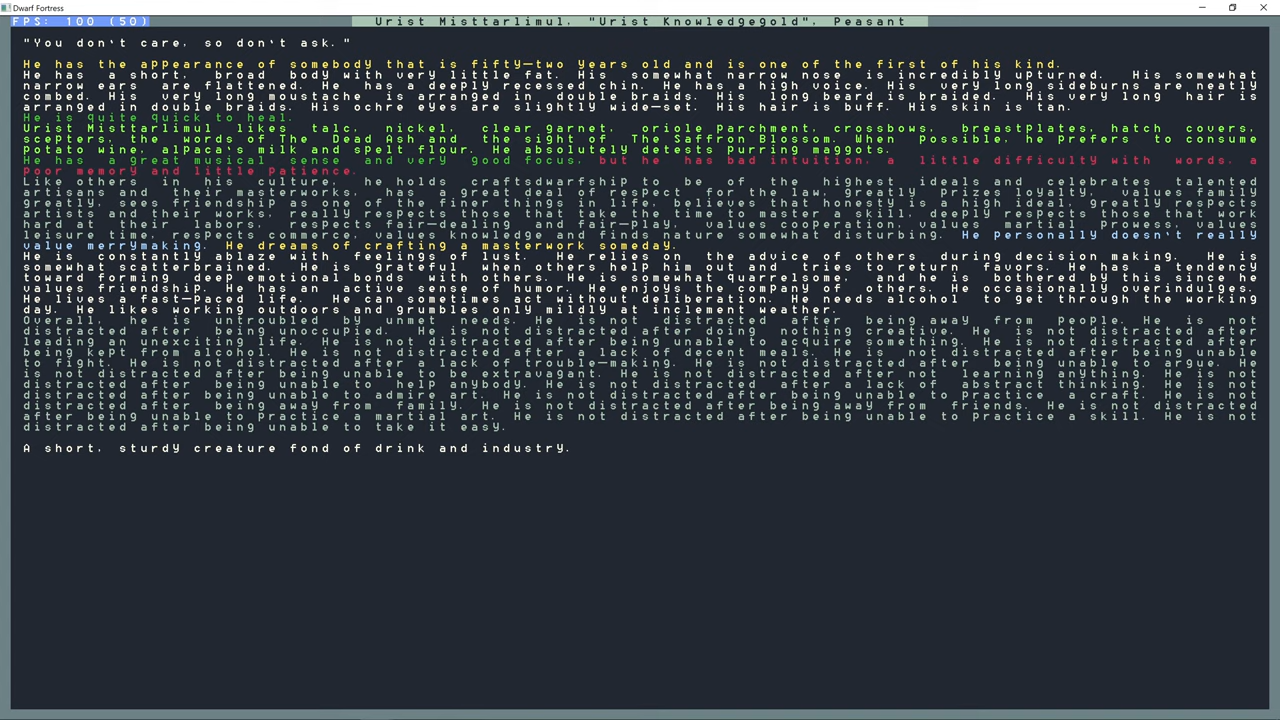 Dwarf Fortress
FPS: 100 (50)
Urist Misttarlimul, "Urist Knowledgegold", Peasant
"You don't care, so don't ask."
He has the appearance of somebody that is fifty-two years old and is one of the first of his kind.
He has a short, broad body with very little fat. His somewhat narrow nose is incredibly upturned. His somewhat
narrow ears are flattened. He has a deeply recessed chin. He has a high voice. His very long sideburns are neatly
combed. His very long moustache is arranged in double braids. His long beard is braided. His very long hair is
arranged in double braids. His ochre eyes are slightly wide-set. His hair is buff. His skin is tan.
He is quite quick to heal.
Urist Misttarlimul likes talc, nickel, clear garnet, oriole parchment, crossbows, breastplates, hatch covers,
scepters, the words of The Dead Ash and the sight of The Saffron Blossom. When possible, he prefers to consume
potato wine, alpaca's milk and spelt flour. He absolutely detests purring maggots.
He has a great musical sense and very good focus, but he has bad intuition, a little difficulty with words, a
poor memory and little patience.
Like others in his culture, he holds craftsdwarfship to be of the highest ideals and celebrates talented
artisans and their masterworks, has a great deal of respect for the law, greatly prizes loyalty, values family
greatly, sees friendship as one of the finer things in life, believes that honesty is a high ideal, greatly respects
artists and their works, really respects those that take the time to master a skill, deeply respects those that work
hard at their labors, respects fair-dealing and fair-play, values cooperation, values martial prowess, values
leisure time, respects commerce, values knowledge and finds nature somewhat disturbing. He personally doesn't really
value merrymaking. He dreams of crafting a masterwork someday.
He is constantly ablaze with feelings of lust. He relies on the advice of others during decision making. He is
somewhat scatterbrained. He is grateful when others help him out and tries to return favors. He has a tendency
toward forming deep emotional bonds with others. He is somewhat quarrelsome, and he is bothered by this since he
values friendship. He has an active sense of humor. He enjoys the company of others. He occasionally overindulges.
He lives a fast-paced life. He can sometimes act without deliberation. He needs alcohol to get through the working
day. He likes working outdoors and grumbles only mildly at inclement weather.
Overall, he is untroubled by unmet needs. He is not distracted after being away from people. He is not
distracted after being unoccupied. He is not distracted after doing nothing creative. He is not distracted after
leading an unexciting life. He is not distracted after being unable to acquire something. He is not distracted after
being kept from alcohol. He is not distracted after a lack of decent meals. He is not distracted after being unable
to fight. He is not distracted after a lack of trouble-making. He is not distracted after being unable to argue. He
is not distracted after being unable to be extravagant. He is not distracted after not learning anything. He is not
distracted after being unable to help anybody. He is not distracted after a lack of abstract thinking. He is not
distracted after being unable to admire art. He is not distracted after being unable to practice a craft. He is not
distracted after being away from family. He is not distracted after being away from friends. He is not distracted
after being unable to practice a martial art. He is not distracted after being unable to practice a skill. He is not
distracted after being unable to take it easy.
A short, sturdy creature fond of drink and industry.